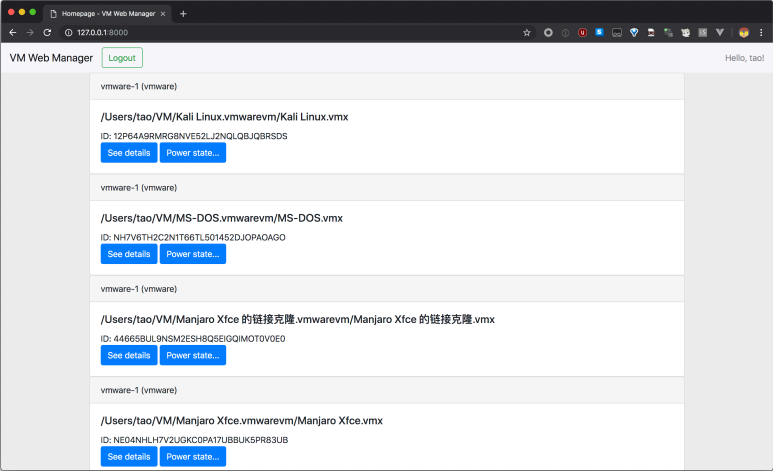 Homepage - VM Web Manager
127.0.0.1:8000
VM Web Manager
Logout
Hello, tao!
vmware-1 (vmware)
/Users/tao/VM/Kali Linux.vmwarevm/Kali Linux.vmx
ID: 12P64A9RMRG8NVE52LJ2NQLQBJQBRSDS
See details
Power state...
vmware-1 (vmware)
/Users/tao/VM/MS-DOS.vmwarevm/MS-DOS.vmx
ID: NH7V6TH2C2N1T66TL501452DJOPAOAGO
See details
Power state...
vmware-1 (vmware)
/Users/tao/VM/Manjaro Xfce 的链接克隆.vmwarevm/Manjaro Xfce 的链接克隆.vmx
ID: 44665BUL9NSM2ESH8Q5EIGQIMOT0V0E0
See details
Power state...
vmware-1 (vmware)
/Users/tao/VM/Manjaro Xfce.vmwarevm/Manjaro Xfce.vmx
ID: NE04NHLH7V2UGKC0PA17UBBUK5PR83UB
See details
Power state...